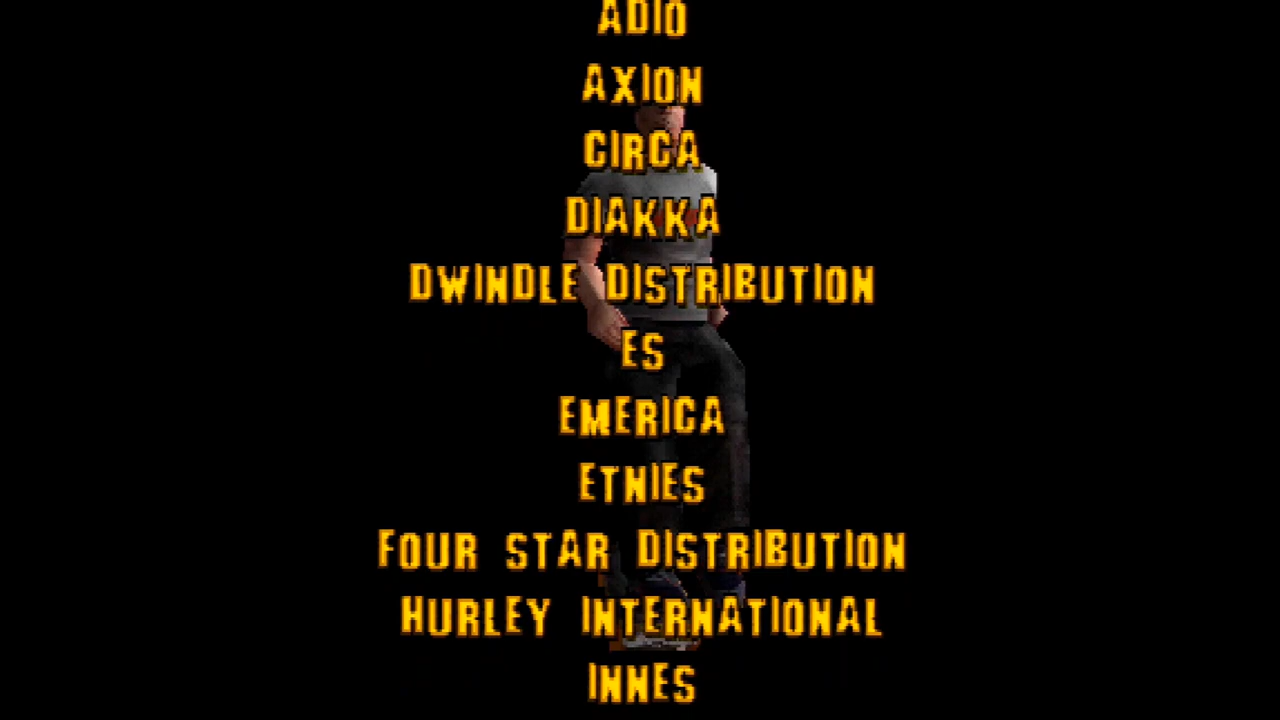 ADIO
AXION
CIRCA
DIAKKA
DWINDLE DISTRIBUTION
ES
EMERICA
ETNIES
FOUR STAR DISTRIBUTION
HURLEY INTERNATIONAL
INNES